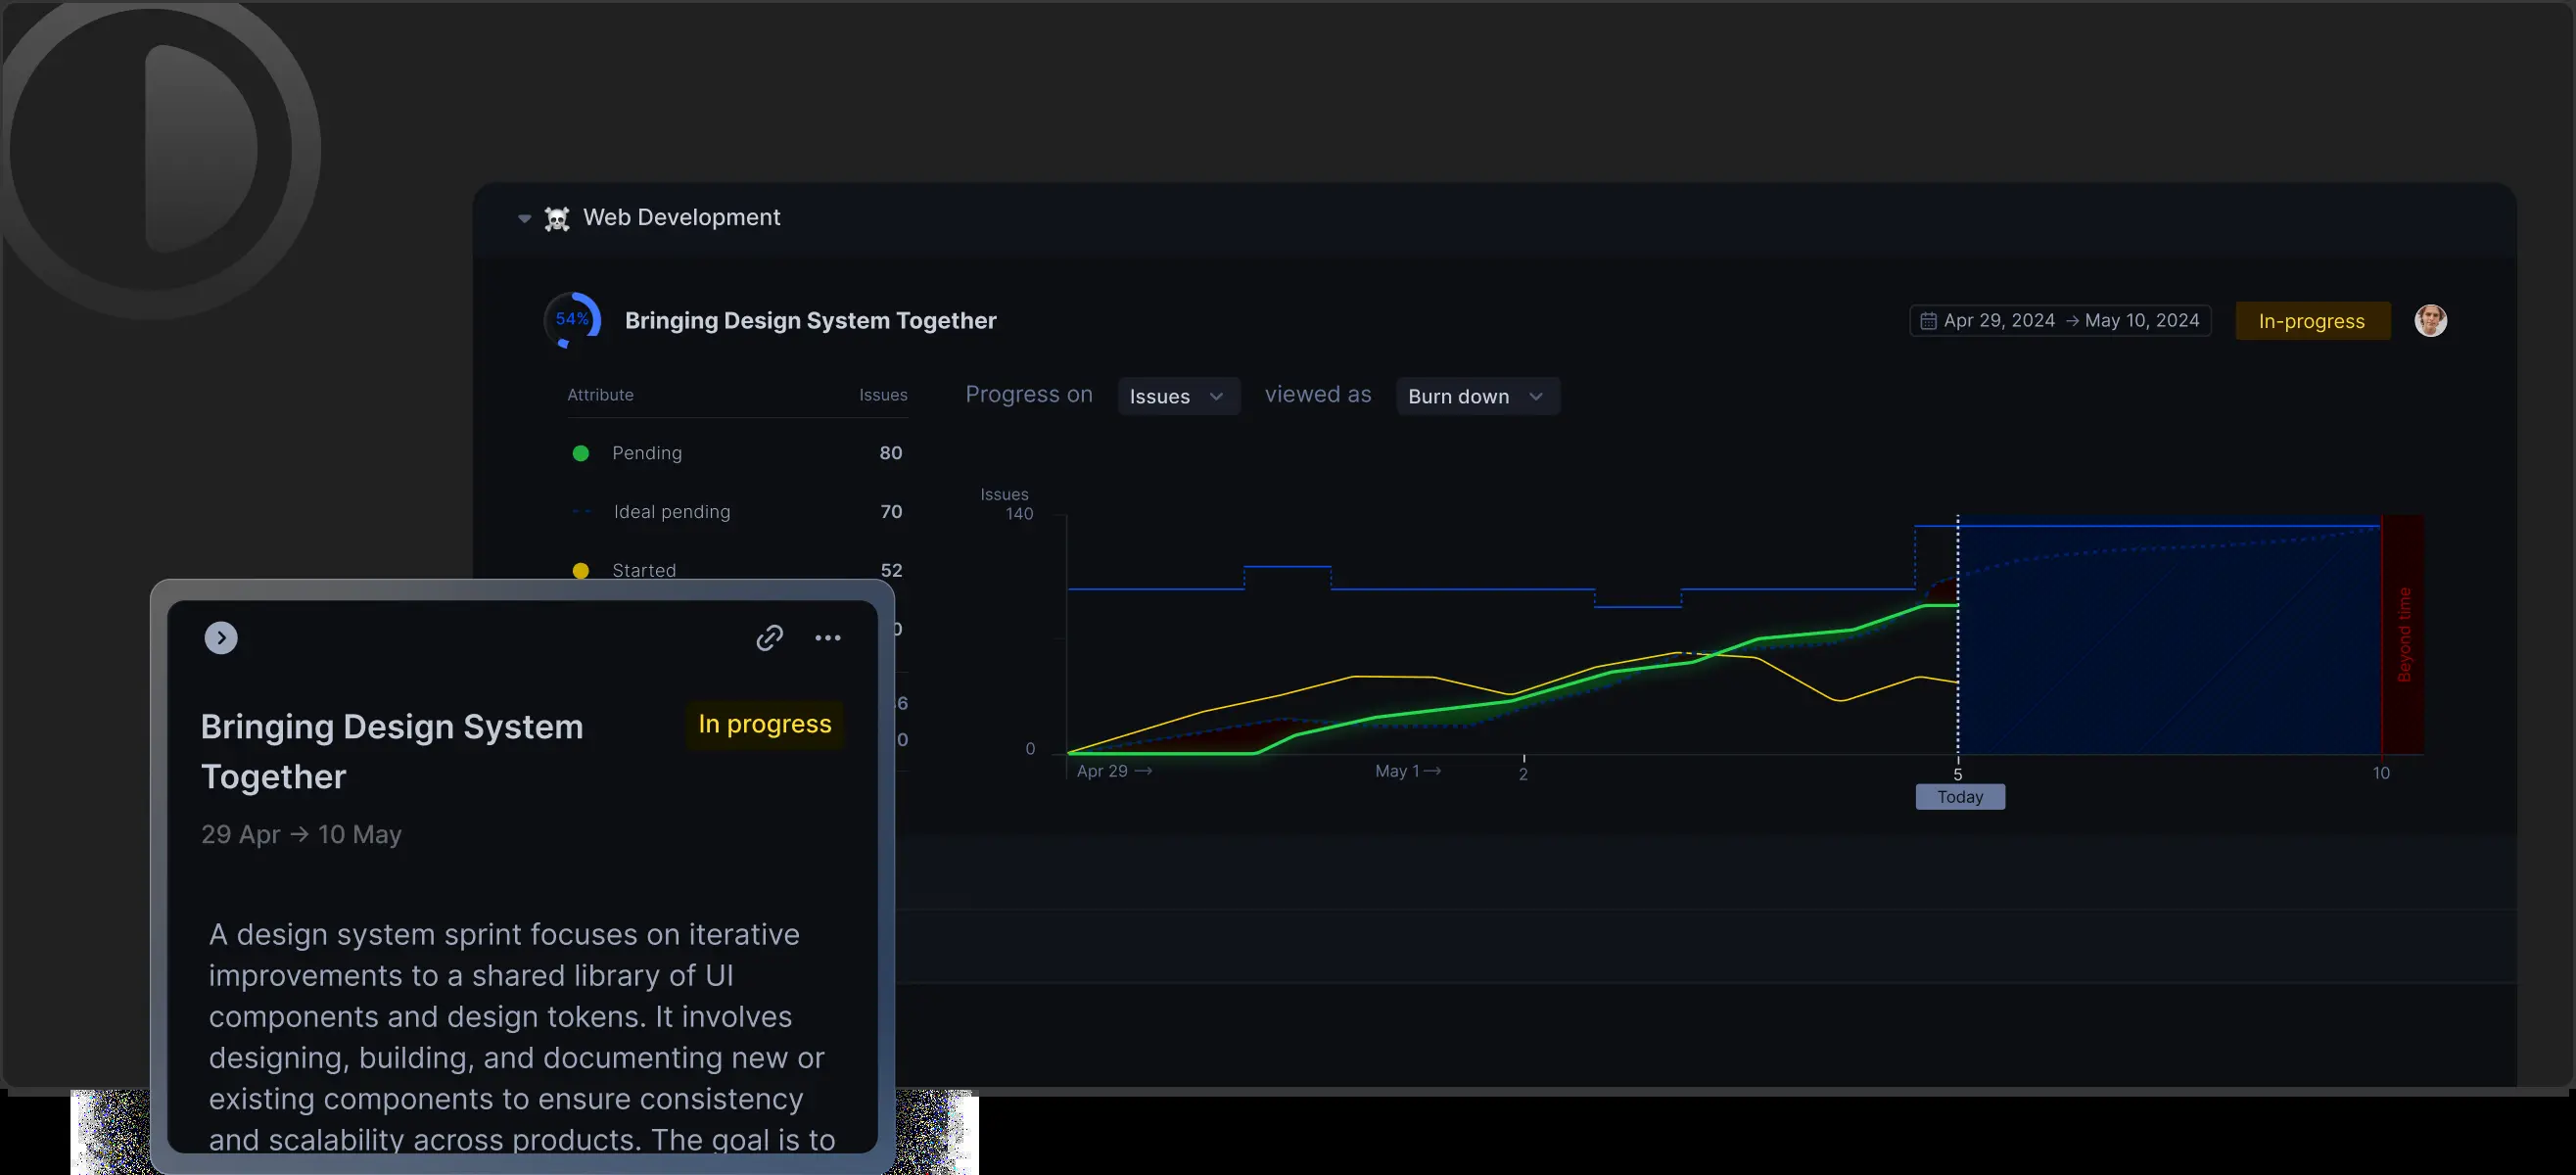 Web Development
54%
Bringing Design System Together
Apr 29, 2024 → May 10, 2024
In-progress
Attribute Issues
Progress on Issues viewed as Burn down
Pending 80
Ideal pending 70
Started 52
0
6
0
Issues
140
0
Apr 29 →
May 1 →
2
5
10
Today
Beyond time
Bringing Design System
Together
In progress
29 Apr → 10 May
A design system sprint focuses on iterative
improvements to a shared library of UI
components and design tokens. It involves
designing, building, and documenting new or
existing components to ensure consistency
and scalability across products. The goal is to